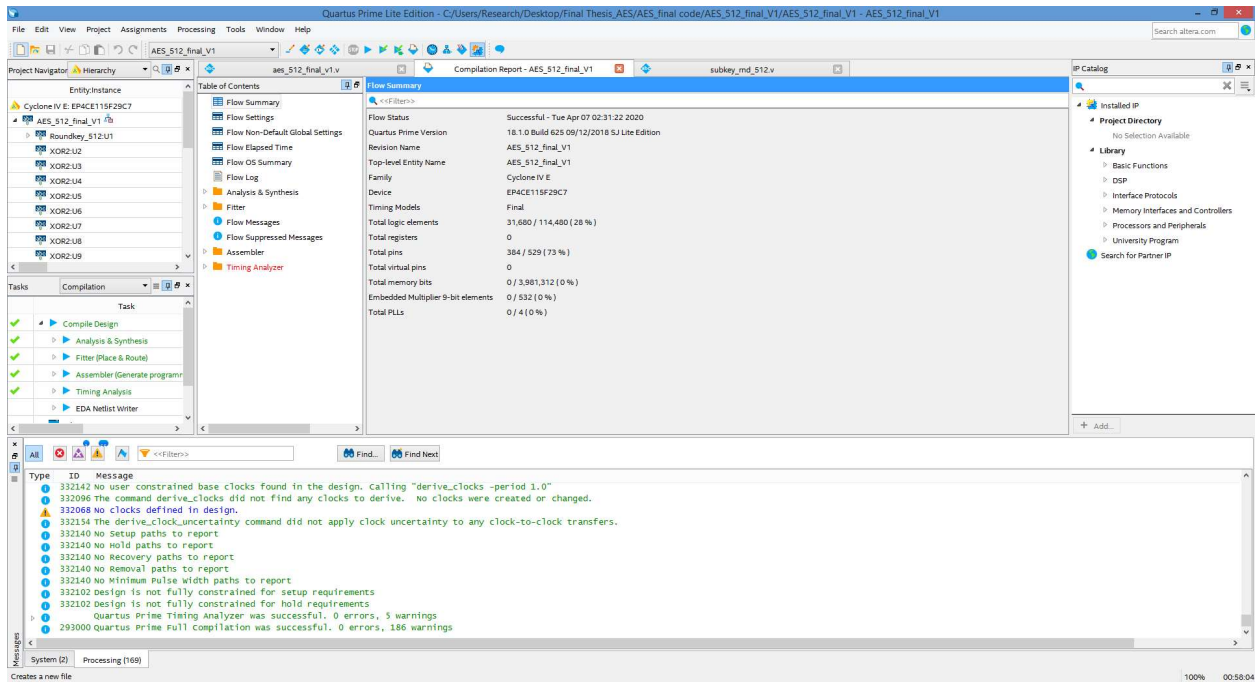 Quartus Prime Lite Edition - C:/Users/Research/Desktop/Final Thesis_AES/AES_final code/AES_512_final_V1/AES_512_final_V1 - AES_512_final_V1
File Edit View Project Assignments Processing Tools Window Help
Search altera.com
AES_512_final_V1
Project Navigator Hierarchy
Entity:Instance
Cyclone IV E: EP4CE115F29C7
AES_512_final_V1
Roundkey_512:U1
XOR2:U2
XOR2:U3
XOR2:U4
XOR2:U5
XOR2:U6
XOR2:U7
XOR2:U8
XOR2:U9
Tasks Compilation
Task
Compile Design
Analysis & Synthesis
Fitter (Place & Route)
Assembler (Generate programm
Timing Analysis
EDA Netlist Writer
aes_512_final_v1.v
Compilation Report - AES_512_final_V1
subkey_rnd_512.v
Table of Contents
Flow Summary
Flow Settings
Flow Non-Default Global Settings
Flow Elapsed Time
Flow OS Summary
Flow Log
Analysis & Synthesis
Fitter
Flow Messages
Flow Suppressed Messages
Assembler
Timing Analyzer
Flow Summary
<<Filter>>
Flow Status Successful - Tue Apr 07 02:31:22 2020
Quartus Prime Version 18.1.0 Build 625 09/12/2018 SJ Lite Edition
Revision Name AES_512_final_V1
Top-level Entity Name AES_512_final_V1
Family Cyclone IV E
Device EP4CE115F29C7
Timing Models Final
Total logic elements 31,680 / 114,480 ( 28 % )
Total registers 0
Total pins 384 / 529 ( 73 % )
Total virtual pins 0
Total memory bits 0 / 3,981,312 ( 0 % )
Embedded Multiplier 9-bit elements 0 / 532 ( 0 % )
Total PLLs 0 / 4 ( 0 % )
IP Catalog
Installed IP
Project Directory
No Selection Available
Library
Basic Functions
DSP
Interface Protocols
Memory Interfaces and Controllers
Processors and Peripherals
University Program
Search for Partner IP
+ Add...
All
<<Filter>>
Find... Find Next
Type ID Message
332142 No user constrained base clocks found in the design. Calling "derive_clocks -period 1.0"
332096 The command derive_clocks did not find any clocks to derive. No clocks were created or changed.
332068 No clocks defined in design.
332154 The derive_clock_uncertainty command did not apply clock uncertainty to any clock-to-clock transfers.
332140 No Setup paths to report
332140 No Hold paths to report
332140 No Recovery paths to report
332140 No Removal paths to report
332140 No Minimum Pulse Width paths to report
332102 Design is not fully constrained for setup requirements
332102 Design is not fully constrained for hold requirements
Quartus Prime Timing Analyzer was successful. 0 errors, 5 warnings
293000 Quartus Prime Full Compilation was successful. 0 errors, 186 warnings
Messages
System (2) Processing (169)
Creates a new file
100% 00:58:04